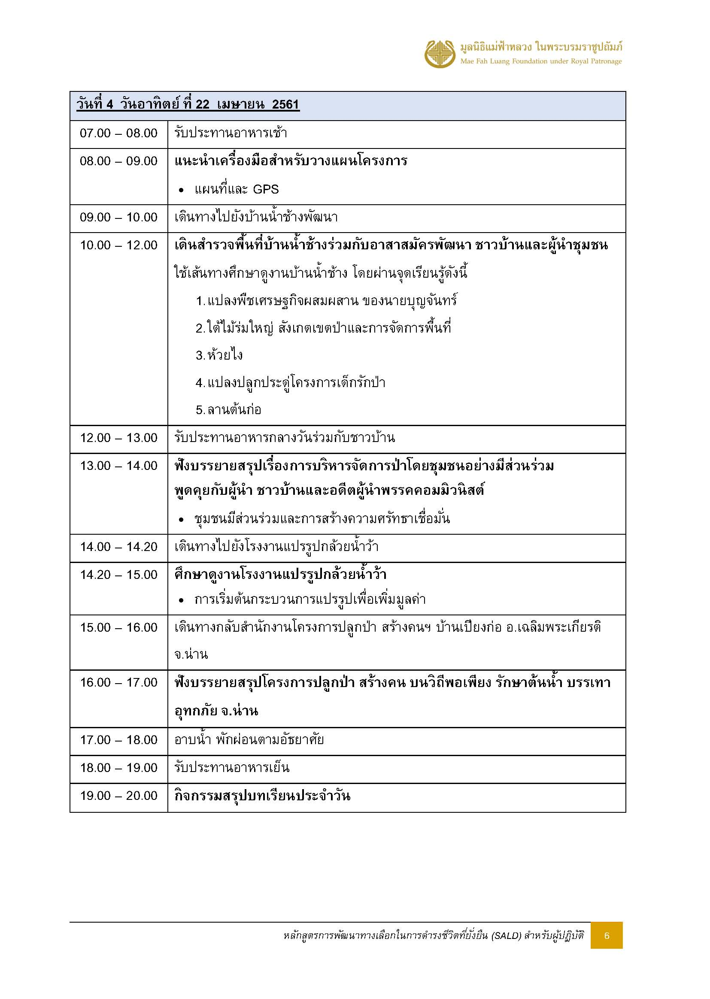 มูลนิธิแม่ฟ้าหลวง ในพระบรมราชูปถัมภ์
Mae Fah Luang Foundation under Royal Patronage
วันที่ 4 วันอาทิตย์ ที่ 22 เมษายน 2561
07.00 – 08.00 รับประทานอาหารเช้า
08.00 – 09.00 แนะนำเครื่องมือสำหรับวางแผนโครงการ
• แผนที่และ GPS
09.00 – 10.00 เดินทางไปยังบ้านน้ำช้างพัฒนา
10.00 – 12.00 เดินสำรวจพื้นที่บ้านน้ำช้างร่วมกับอาสาสมัครพัฒนา ชาวบ้านและผู้นำชุมชน
ใช้เส้นทางศึกษาดูงานบ้านน้ำช้าง โดยผ่านจุดเรียนรู้ดังนี้
1. แปลงพืชเศรษฐกิจผสมผสาน ของนายบุญจันทร์
2. ใต้ไม้ร่มใหญ่ สังเกตเขตป่าและการจัดการพื้นที่
3. ห้วยไง
4. แปลงปลูกประดู่โครงการเด็กรักป่า
5. ลานต้นก่อ
12.00 – 13.00 รับประทานอาหารกลางวันร่วมกับชาวบ้าน
13.00 – 14.00 ฟังบรรยายสรุปเรื่องการบริหารจัดการป่าโดยชุมชนอย่างมีส่วนร่วม
พูดคุยกับผู้นำ ชาวบ้านและอดีตผู้นำพรรคคอมมิวนิสต์
• ชุมชนมีส่วนร่วมและการสร้างความศรัทธาเชื่อมั่น
14.00 – 14.20 เดินทางไปยังโรงงานแปรรูปกล้วยน้ำว้า
14.20 – 15.00 ศึกษาดูงานโรงงานแปรรูปกล้วยน้ำว้า
• การเริ่มต้นกระบวนการแปรรูปเพื่อเพิ่มมูลค่า
15.00 – 16.00 เดินทางกลับสำนักงานโครงการปลูกป่า สร้างคนฯ บ้านเปียงก่อ อ.เฉลิมพระเกียรติ
จ.น่าน
16.00 – 17.00 ฟังบรรยายสรุปโครงการปลูกป่า สร้างคน บนวิถีพอเพียง รักษาต้นน้ำ บรรเทา
อุทกภัย จ.น่าน
17.00 – 18.00 อาบน้ำ พักผ่อนตามอัธยาศัย
18.00 – 19.00 รับประทานอาหารเย็น
19.00 – 20.00 กิจกรรมสรุปบทเรียนประจำวัน
หลักสูตรการพัฒนาทางเลือกในการดำรงชีวิตที่ยั่งยืน (SALD) สำหรับผู้ปฏิบัติ 6